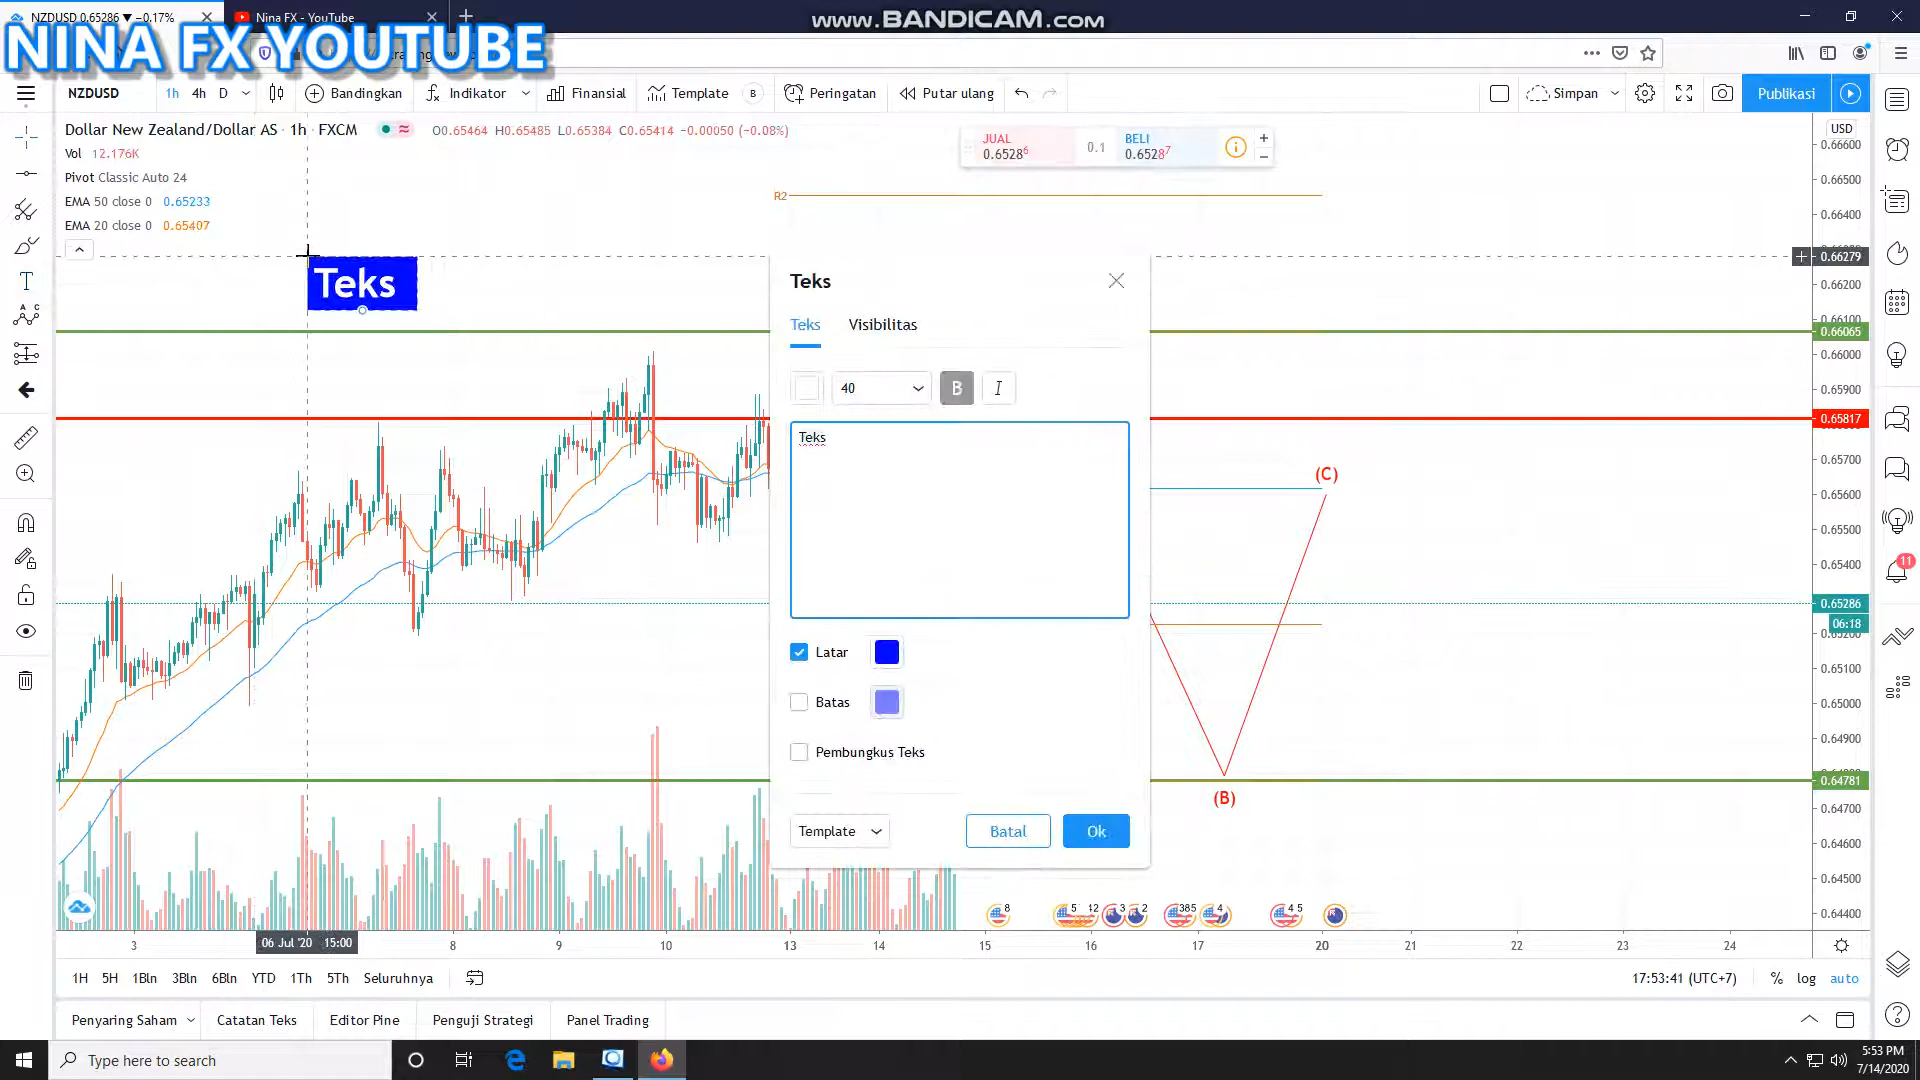 NZDUSD 0.65286 ▼ −0.17%
Nina FX - YouTube
www.BANDICAM.com
NINA FX YOUTUBE
NZDUSD 1h 4h D Bandingkan Indikator Finansial Template B Peringatan Putar ulang Simpan Publikasi
Dollar New Zealand/Dollar AS · 1h · FXCM O0.65464 H0.65485 L0.65384 C0.65414 −0.00050 (−0.08%)
Vol 12.176K
Pivot Classic Auto 24
EMA 50 close 0 0.65233
EMA 20 close 0 0.65407
JUAL
0.65286
0.1
BELI
0.65287
R2
Teks
Teks
Teks Visibilitas
40 B I
Teks
Latar
Batas
Pembungkus Teks
Template Batal Ok
(C)
(B)
USD
0.66600
0.66500
0.66400
0.66279
0.66200
0.66100
0.66065
0.66000
0.65900
0.65817
0.65700
0.65600
0.65500
0.65400
0.65286
06:18
0.65200
0.65100
0.65000
0.64900
0.64781
0.64700
0.64600
0.64500
0.64400
11
8 5 12 3 2 385 4 4 5
3 06 Jul '20 15:00 8 9 10 13 14 15 16 17 20 21 22 23 24
1H 5H 1Bln 3Bln 6Bln YTD 1Th 5Th Seluruhnya 17:53:41 (UTC+7) % log auto
Penyaring Saham Catatan Teks Editor Pine Penguji Strategi Panel Trading
Type here to search
5:53 PM
7/14/2020